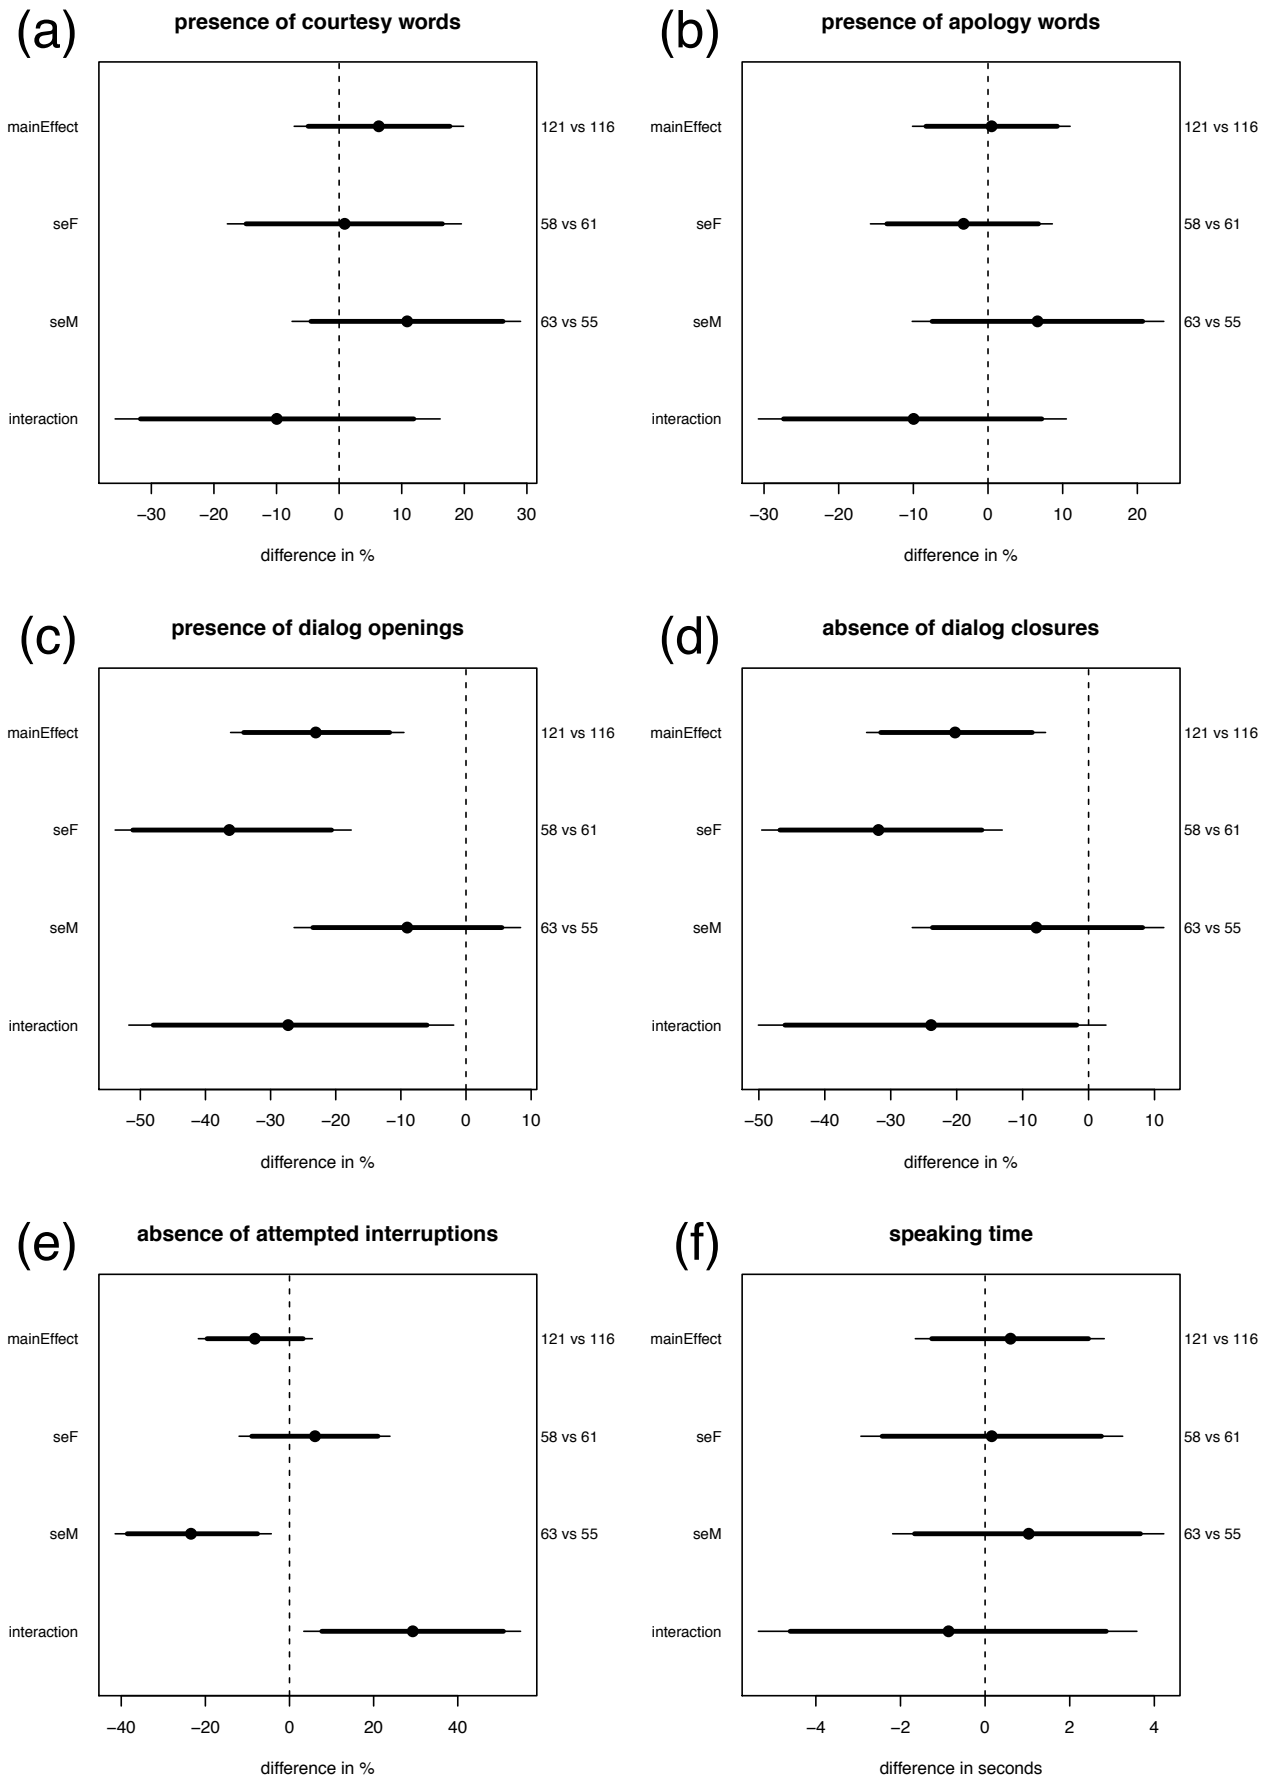 (a) presence of courtesy words
mainEffect 121 vs 116
seF 58 vs 61
seM 63 vs 55
interaction
−30 −20 −10 0 10 20 30
difference in %
(b) presence of apology words
mainEffect 121 vs 116
seF 58 vs 61
seM 63 vs 55
interaction
−30 −20 −10 0 10 20
difference in %
(c) presence of dialog openings
mainEffect 121 vs 116
seF 58 vs 61
seM 63 vs 55
interaction
−50 −40 −30 −20 −10 0 10
difference in %
(d) absence of dialog closures
mainEffect 121 vs 116
seF 58 vs 61
seM 63 vs 55
interaction
−50 −40 −30 −20 −10 0 10
difference in %
(e) absence of attempted interruptions
mainEffect 121 vs 116
seF 58 vs 61
seM 63 vs 55
interaction
−40 −20 0 20 40
difference in %
(f) speaking time
mainEffect 121 vs 116
seF 58 vs 61
seM 63 vs 55
interaction
−4 −2 0 2 4
difference in seconds